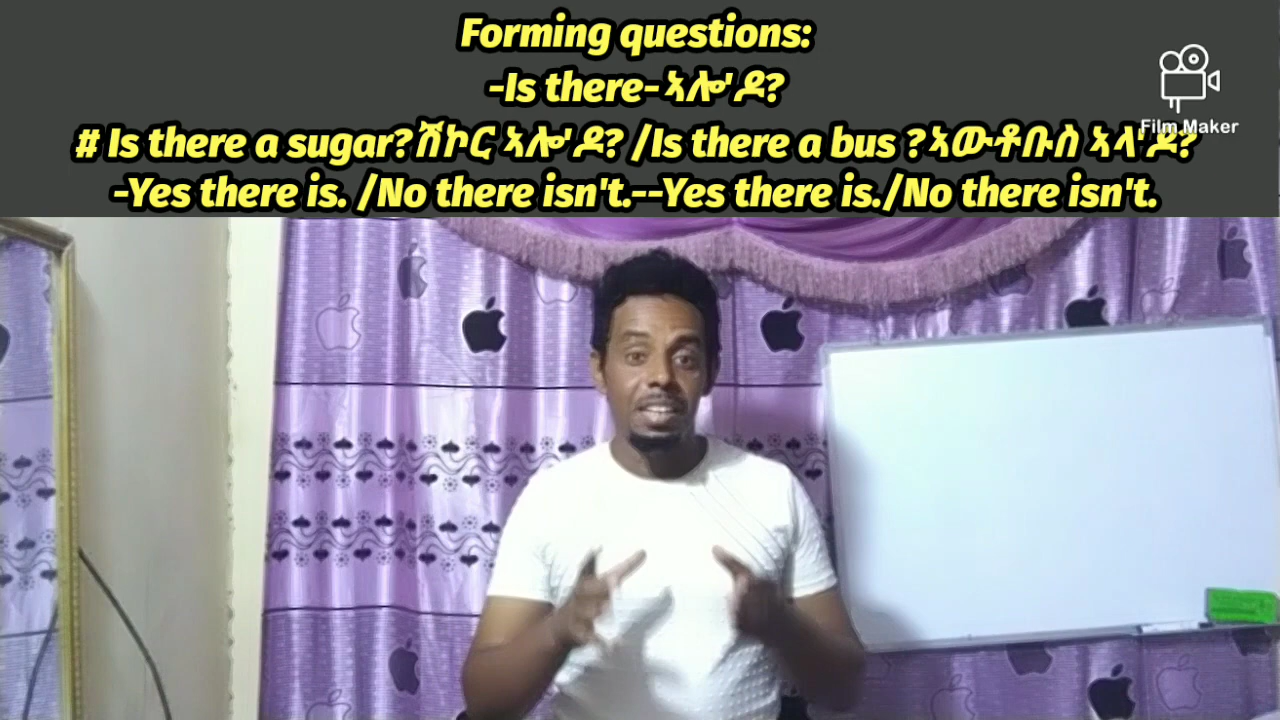 Forming questions:
-Is there-ኣሎ'ዶ?
# Is there a sugar?ሽኮር ኣሎ'ዶ? /Is there a bus ?ኣውቶቡስ ኣላ'ዶ?
-Yes there is. /No there isn't.--Yes there is./No there isn't.
Film Maker